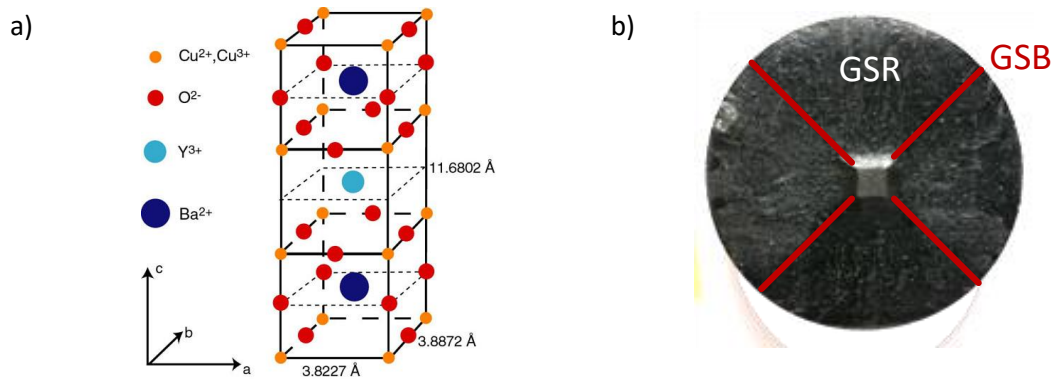 a)
Cu²⁺,Cu³⁺
O²⁻
Y³⁺
Ba²⁺
c
b
a
11.6802 Å
3.8872 Å
3.8227 Å
b)
GSR
GSB